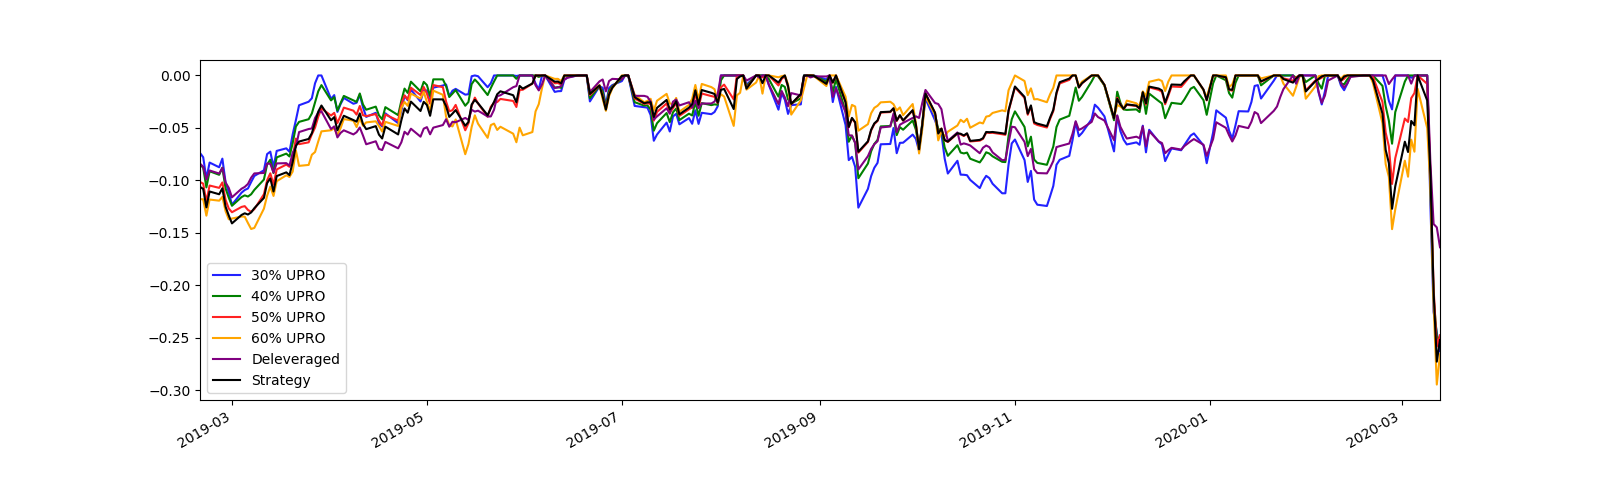 0.00
−0.05
−0.10
−0.15
−0.20
−0.25
−0.30
30% UPRO
40% UPRO
50% UPRO
60% UPRO
Deleveraged
Strategy
2019-03
2019-05
2019-07
2019-09
2019-11
2020-01
2020-03